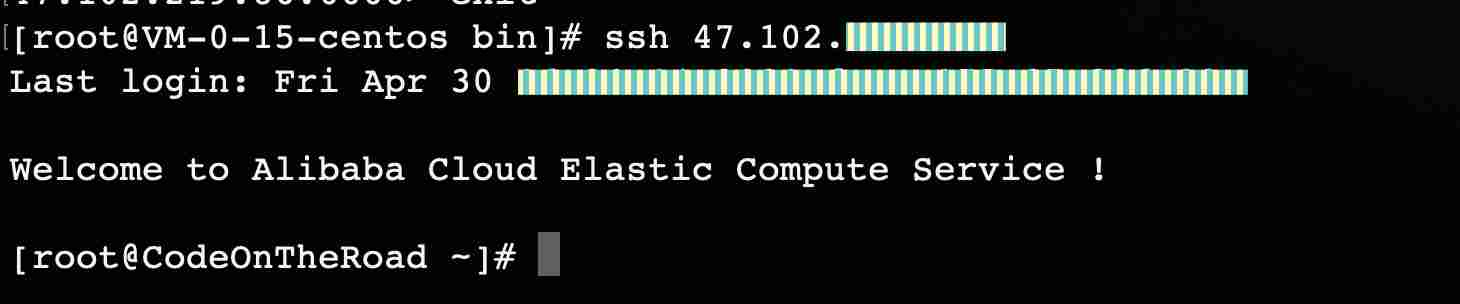 [[root@VM-0-15-centos bin]# ssh 47.102.
Last login: Fri Apr 30
Welcome to Alibaba Cloud Elastic Compute Service !
[root@CodeOnTheRoad ~]#